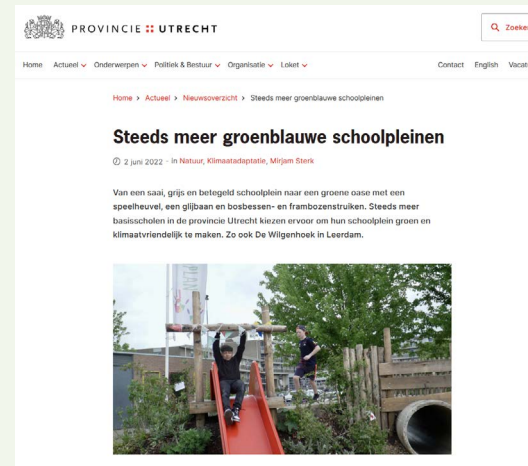 PROVINCIE UTRECHT
Zoeken
Home Actueel Onderwerpen Politiek & Bestuur Organisatie Loket Contact English
Home > Actueel > Nieuwsoverzicht > Steeds meer groenblauwe schoolpleinen
Steeds meer groenblauwe schoolpleinen
2 juni 2022 - in Natuur, Klimaatadaptatie, Mirjam Sterk
Van een saai, grijs en betegeld schoolplein naar een groene oase met een
speelheuvel, een glijbaan en bosbessen- en frambozenstruiken. Steeds meer
basisscholen in de provincie Utrecht kiezen ervoor om hun schoolplein groen en
klimaatvriendelijk te maken. Zo ook De Wilgenhoek in Leerdam.